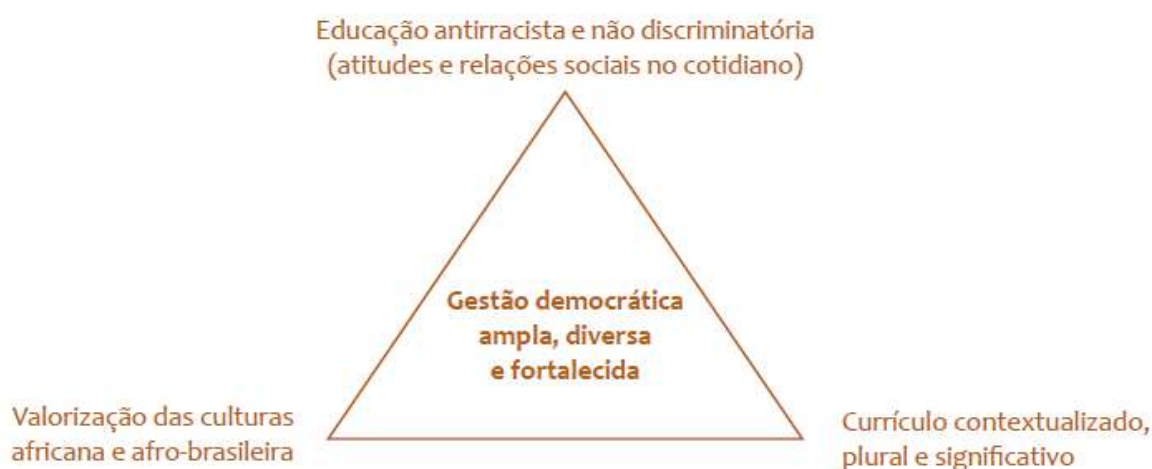 Educação antirracista e não discriminatória
(atitudes e relações sociais no cotidiano)
Gestão democrática
ampla, diversa
e fortalecida
Valorização das culturas
africana e afro-brasileira
Currículo contextualizado,
plural e significativo